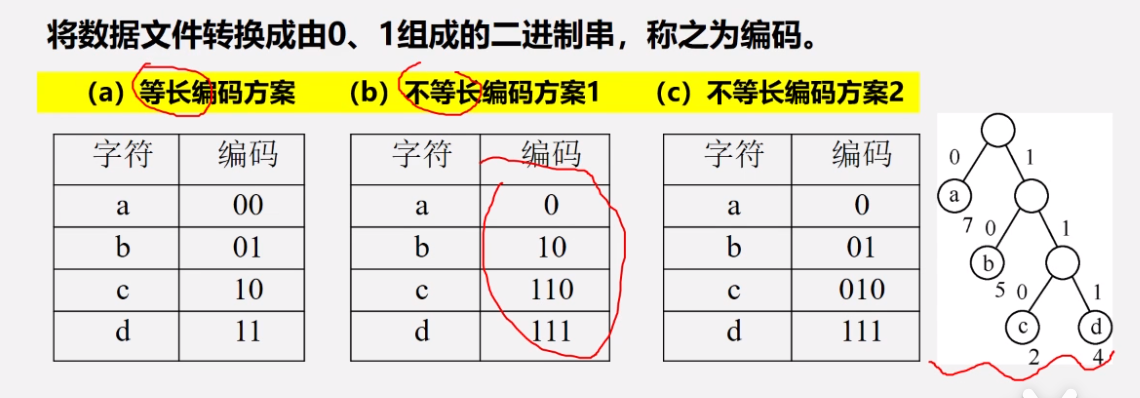 将数据文件转换成由0、1组成的二进制串，称之为编码。
（a）等长编码方案 （b）不等长编码方案1 （c）不等长编码方案2
字符 编码 字符 编码 字符 编码
a 00 a 0 a 0
b 01 b 10 b 01
c 10 c 110 c 010
d 11 d 111 d 111
0 1
a
7 0 1
b
5 0 1
c d
2 4